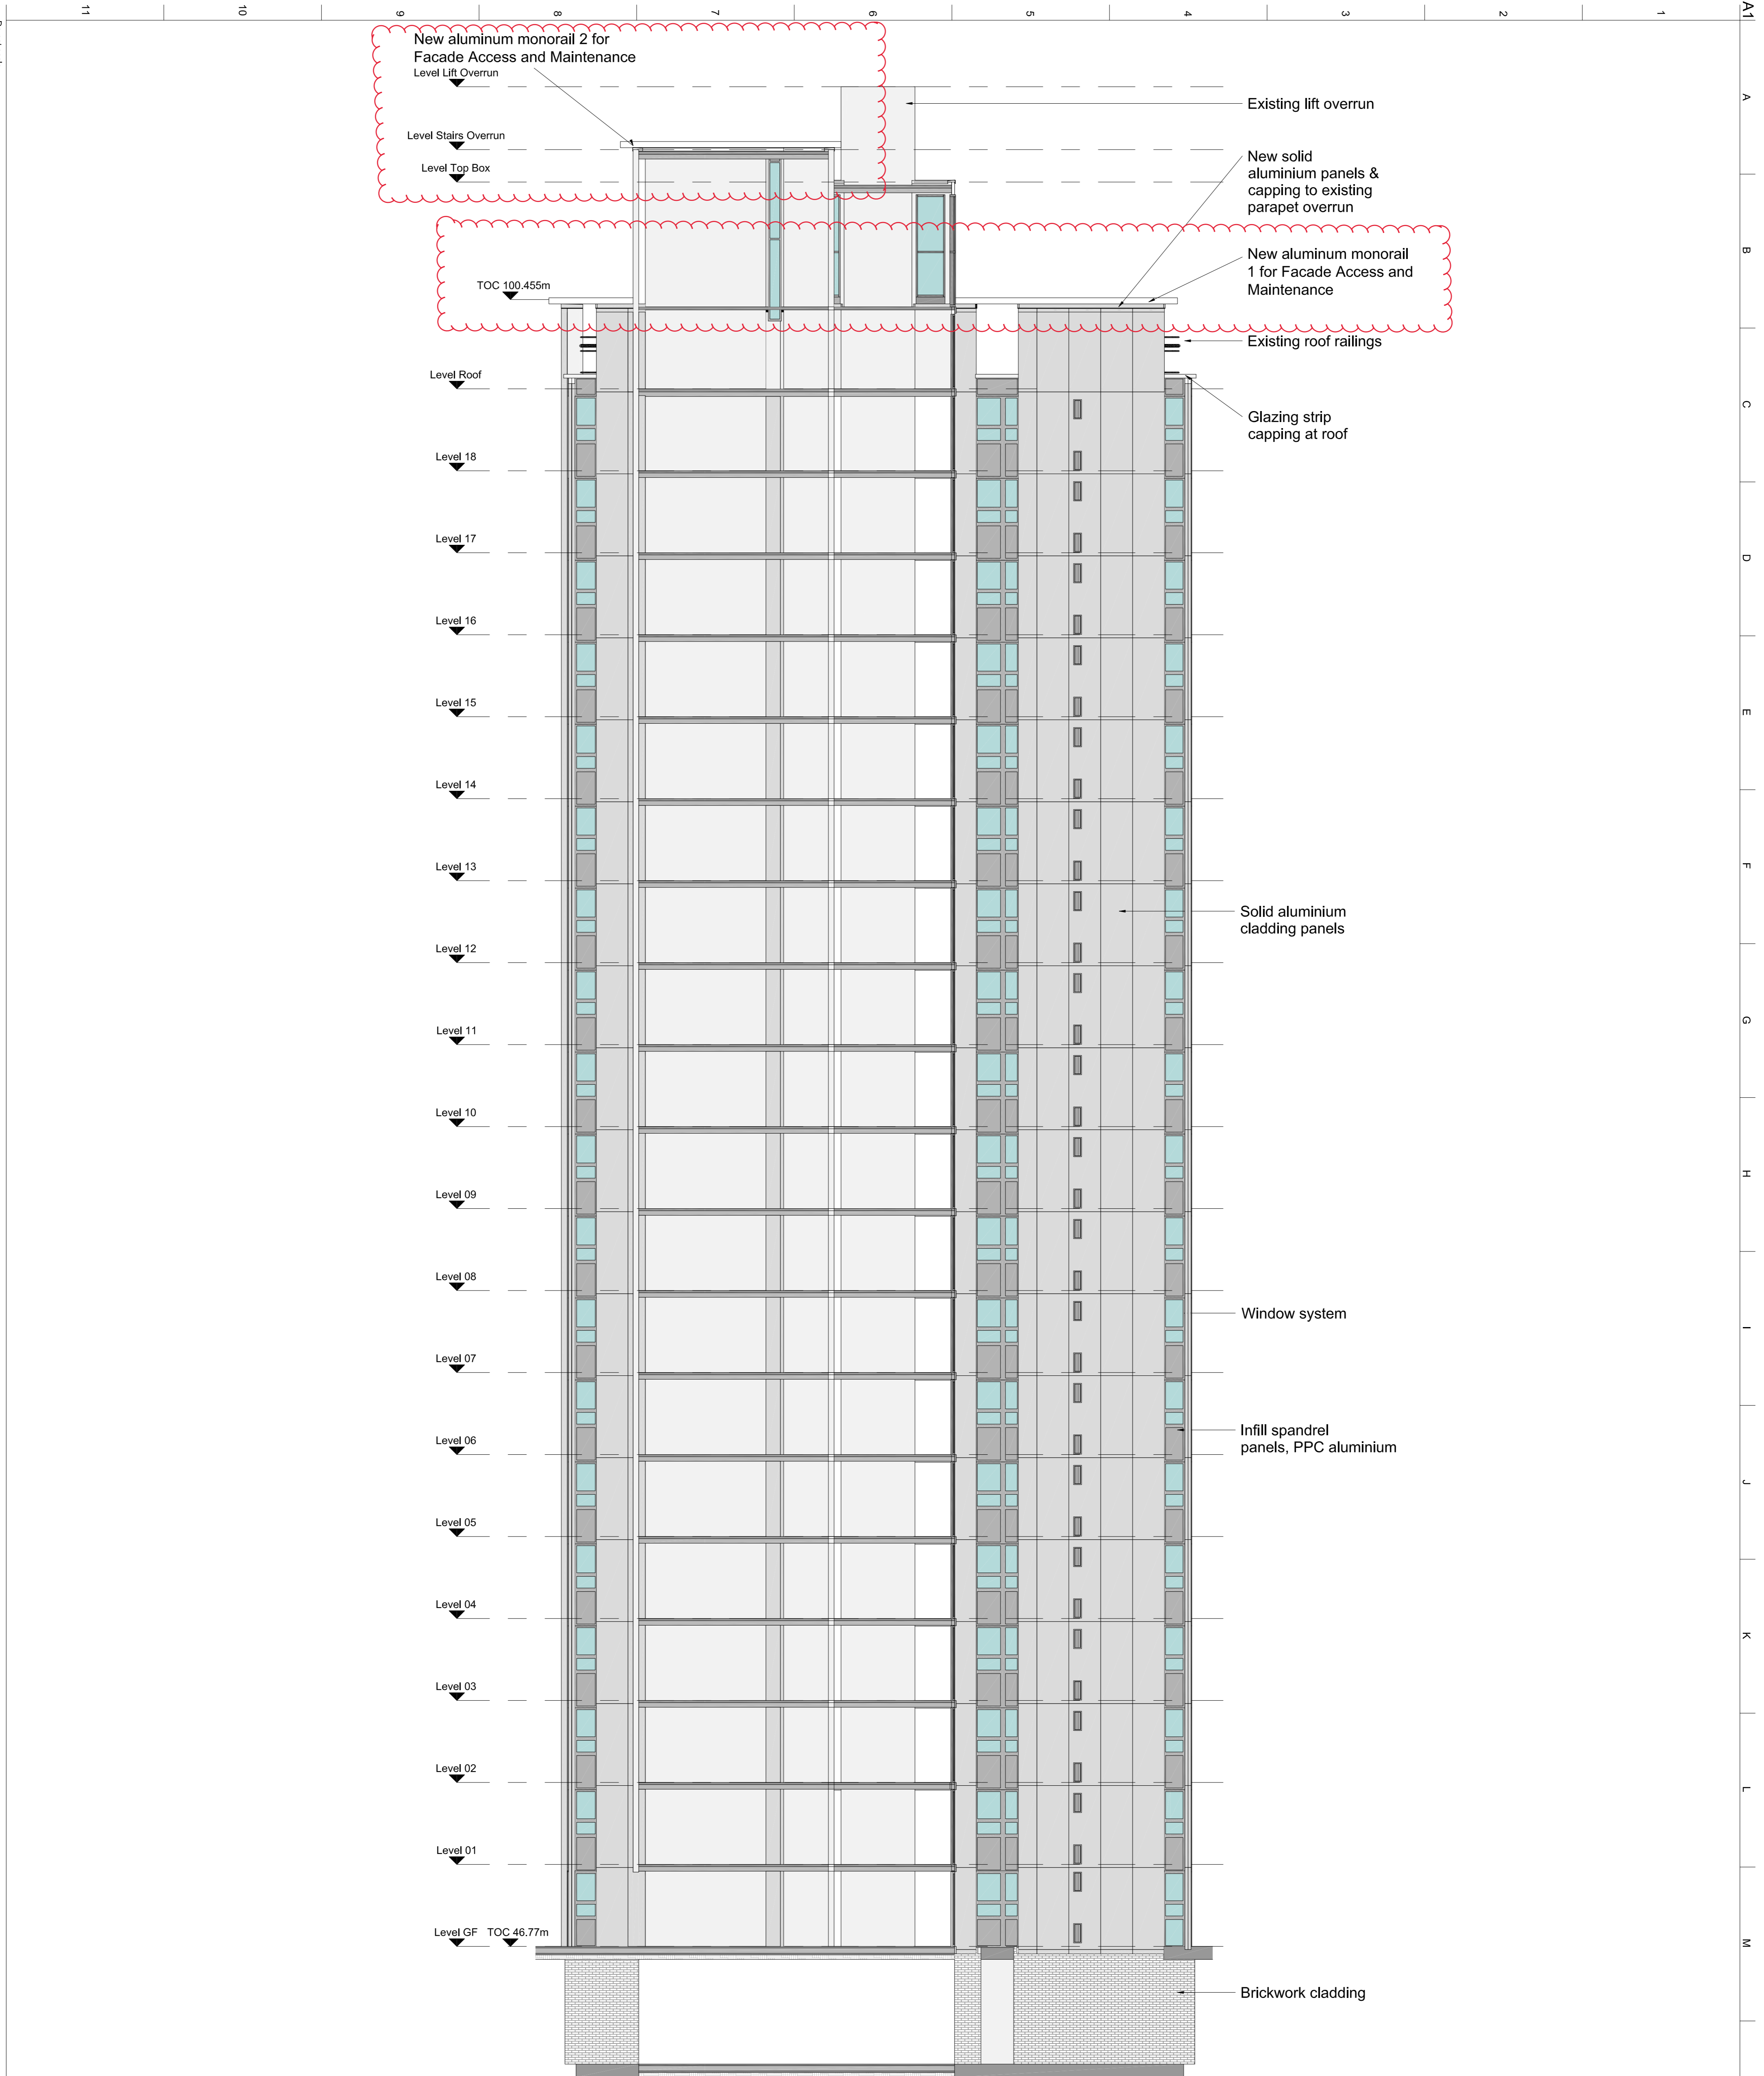 11
10
9
8
7
6
5
4
3
2
1
A1
New aluminum monorail 2 for
Facade Access and Maintenance
Level Lift Overrun
Level Stairs Overrun
Level Top Box
TOC 100.455m
Level Roof
Level 18
Level 17
Level 16
Level 15
Level 14
Level 13
Level 12
Level 11
Level 10
Level 09
Level 08
Level 07
Level 06
Level 05
Level 04
Level 03
Level 02
Level 01
Level GF TOC 46.77m
Existing lift overrun
New solid
aluminium panels &
capping to existing
parapet overrun
New aluminum monorail
1 for Facade Access and
Maintenance
Existing roof railings
Glazing strip
capping at roof
Solid aluminium
cladding panels
Window system
Infill spandrel
panels, PPC aluminium
Brickwork cladding
A
B
C
D
E
F
G
H
I
J
K
L
M